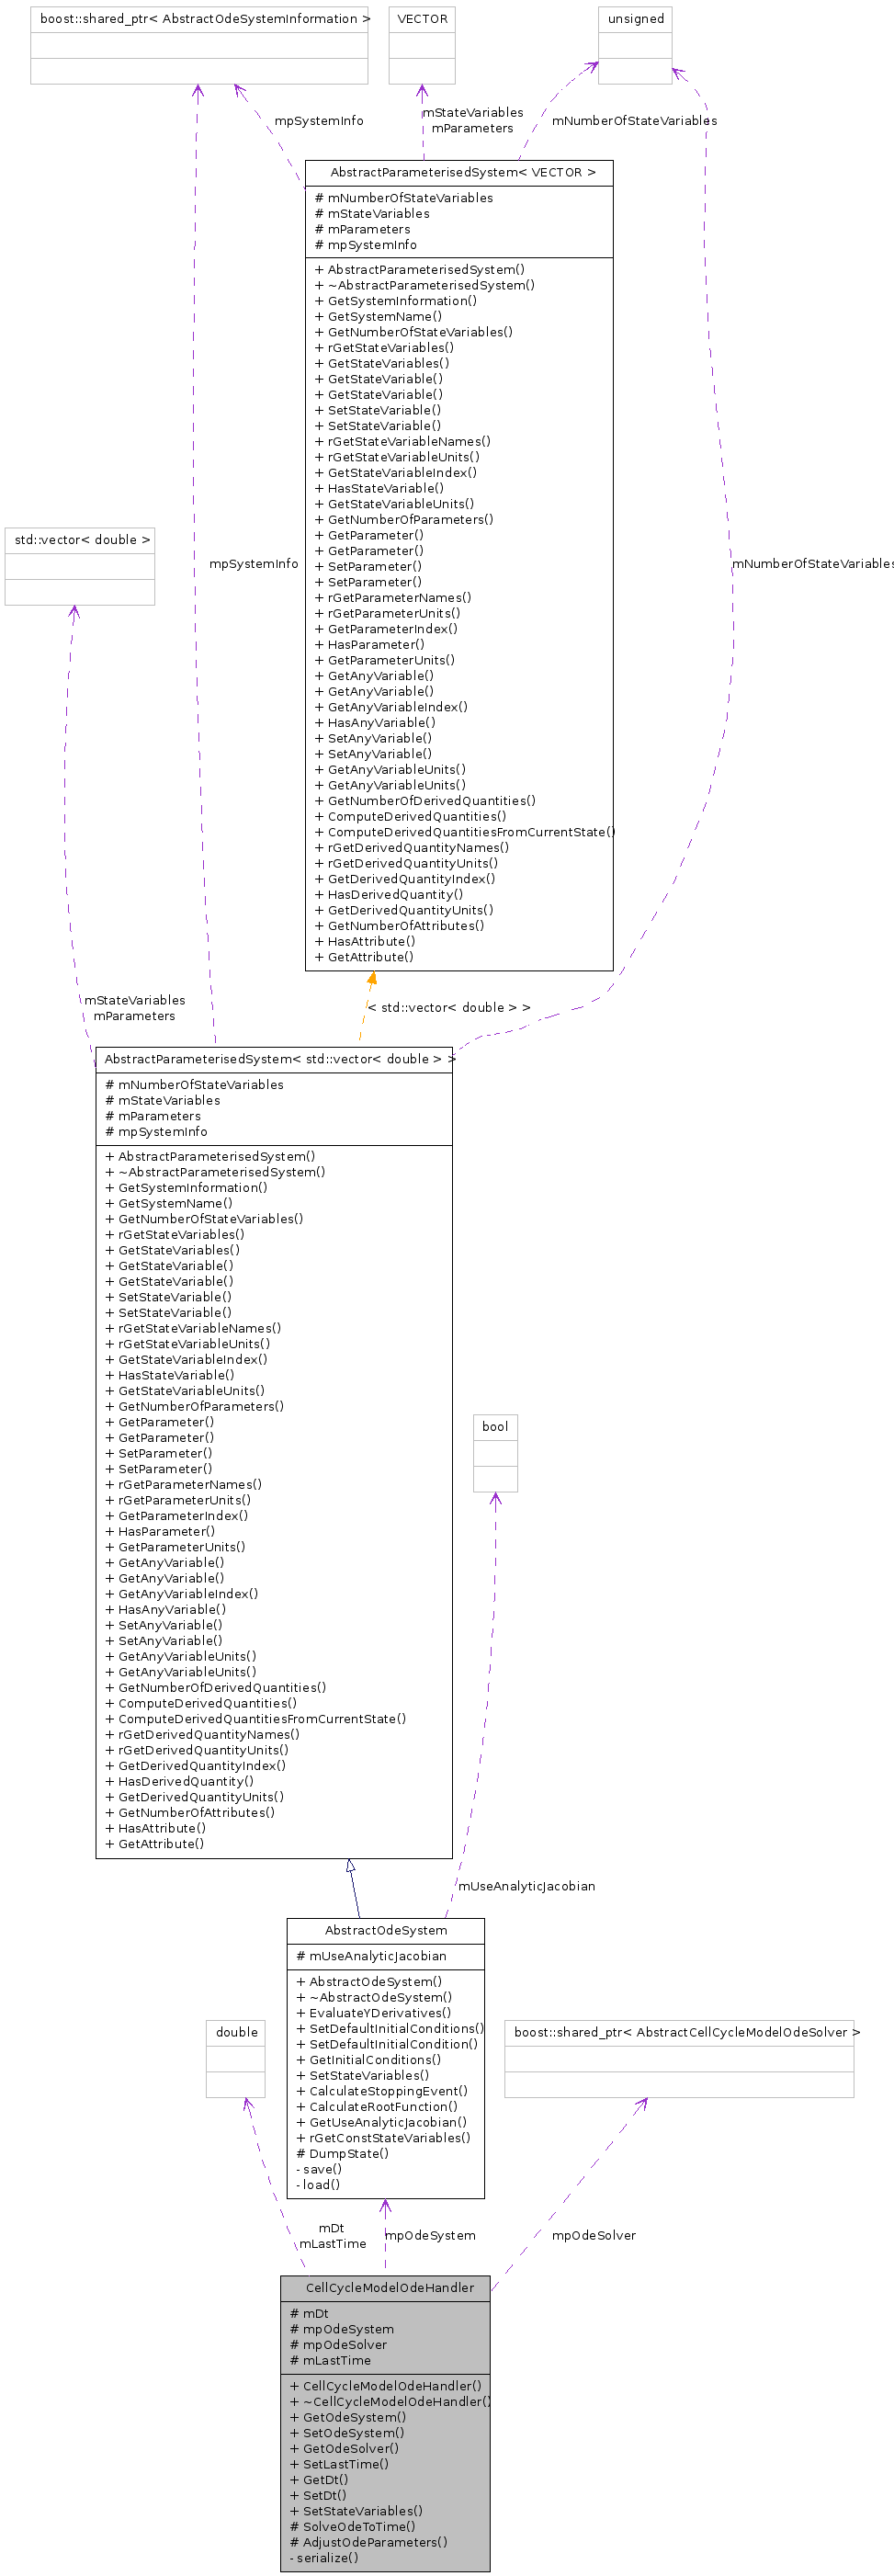 boost::shared_ptr< AbstractOdeSystemInformation >
VECTOR
unsigned
mpSystemInfo
mStateVariables
mParameters
mNumberOfStateVariables
AbstractParameterisedSystem< VECTOR >
# mNumberOfStateVariables
# mStateVariables
# mParameters
# mpSystemInfo
+ AbstractParameterisedSystem()
+ ~AbstractParameterisedSystem()
+ GetSystemInformation()
+ GetSystemName()
+ GetNumberOfStateVariables()
+ rGetStateVariables()
+ GetStateVariables()
+ GetStateVariable()
+ GetStateVariable()
+ SetStateVariable()
+ SetStateVariable()
+ rGetStateVariableNames()
+ rGetStateVariableUnits()
+ GetStateVariableIndex()
+ HasStateVariable()
+ GetStateVariableUnits()
+ GetNumberOfParameters()
+ GetParameter()
+ GetParameter()
+ SetParameter()
+ SetParameter()
+ rGetParameterNames()
+ rGetParameterUnits()
+ GetParameterIndex()
+ HasParameter()
+ GetParameterUnits()
+ GetAnyVariable()
+ GetAnyVariable()
+ GetAnyVariableIndex()
+ HasAnyVariable()
+ SetAnyVariable()
+ SetAnyVariable()
+ GetAnyVariableUnits()
+ GetAnyVariableUnits()
+ GetNumberOfDerivedQuantities()
+ ComputeDerivedQuantities()
+ ComputeDerivedQuantitiesFromCurrentState()
+ rGetDerivedQuantityNames()
+ rGetDerivedQuantityUnits()
+ GetDerivedQuantityIndex()
+ HasDerivedQuantity()
+ GetDerivedQuantityUnits()
+ GetNumberOfAttributes()
+ HasAttribute()
+ GetAttribute()
std::vector< double >
mpSystemInfo
mNumberOfStateVariables
mStateVariables
mParameters
< std::vector< double > >
AbstractParameterisedSystem< std::vector< double > >
# mNumberOfStateVariables
# mStateVariables
# mParameters
# mpSystemInfo
+ AbstractParameterisedSystem()
+ ~AbstractParameterisedSystem()
+ GetSystemInformation()
+ GetSystemName()
+ GetNumberOfStateVariables()
+ rGetStateVariables()
+ GetStateVariables()
+ GetStateVariable()
+ GetStateVariable()
+ SetStateVariable()
+ SetStateVariable()
+ rGetStateVariableNames()
+ rGetStateVariableUnits()
+ GetStateVariableIndex()
+ HasStateVariable()
+ GetStateVariableUnits()
+ GetNumberOfParameters()
+ GetParameter()
+ GetParameter()
+ SetParameter()
+ SetParameter()
+ rGetParameterNames()
+ rGetParameterUnits()
+ GetParameterIndex()
+ HasParameter()
+ GetParameterUnits()
+ GetAnyVariable()
+ GetAnyVariable()
+ GetAnyVariableIndex()
+ HasAnyVariable()
+ SetAnyVariable()
+ SetAnyVariable()
+ GetAnyVariableUnits()
+ GetAnyVariableUnits()
+ GetNumberOfDerivedQuantities()
+ ComputeDerivedQuantities()
+ ComputeDerivedQuantitiesFromCurrentState()
+ rGetDerivedQuantityNames()
+ rGetDerivedQuantityUnits()
+ GetDerivedQuantityIndex()
+ HasDerivedQuantity()
+ GetDerivedQuantityUnits()
+ GetNumberOfAttributes()
+ HasAttribute()
+ GetAttribute()
bool
mUseAnalyticJacobian
AbstractOdeSystem
# mUseAnalyticJacobian
+ AbstractOdeSystem()
+ ~AbstractOdeSystem()
+ EvaluateYDerivatives()
+ SetDefaultInitialConditions()
+ SetDefaultInitialCondition()
+ GetInitialConditions()
+ SetStateVariables()
+ CalculateStoppingEvent()
+ CalculateRootFunction()
+ GetUseAnalyticJacobian()
+ rGetConstStateVariables()
# DumpState()
- save()
- load()
double
boost::shared_ptr< AbstractCellCycleModelOdeSolver >
mDt
mLastTime
mpOdeSystem
mpOdeSolver
CellCycleModelOdeHandler
# mDt
# mpOdeSystem
# mpOdeSolver
# mLastTime
+ CellCycleModelOdeHandler()
+ ~CellCycleModelOdeHandler()
+ GetOdeSystem()
+ SetOdeSystem()
+ GetOdeSolver()
+ SetLastTime()
+ GetDt()
+ SetDt()
+ SetStateVariables()
# SolveOdeToTime()
# AdjustOdeParameters()
- serialize()